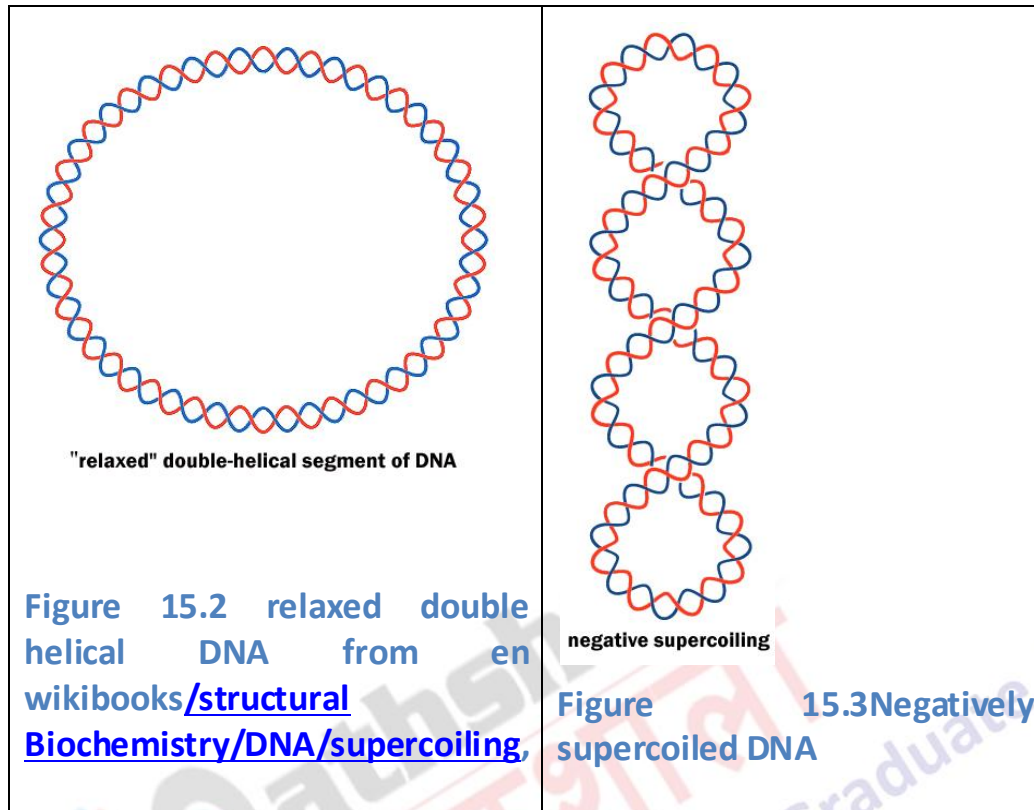 "relaxed" double-helical segment of DNA
Figure 15.2 relaxed double
helical DNA from en
wikibooks/structural
Biochemistry/DNA/supercoiling,
negative supercoiling
Figure 15.3Negatively
supercoiled DNA
Graduate